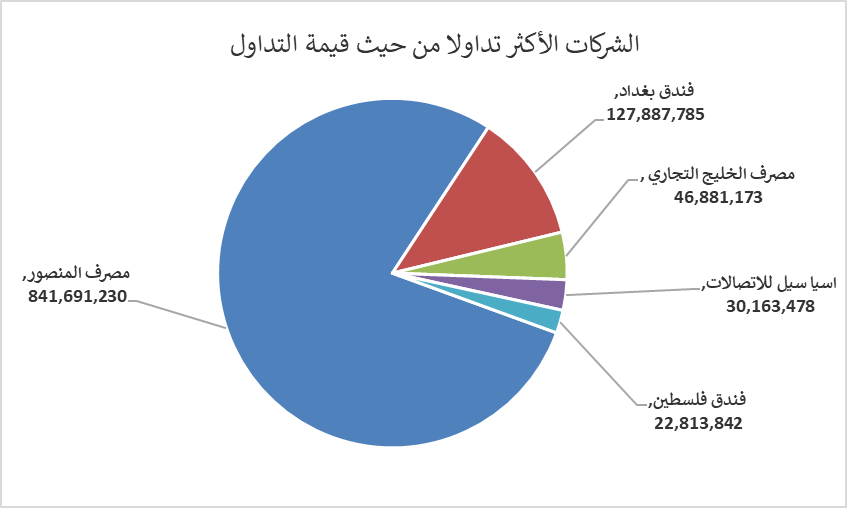 الشركات الأكثر تداولا من حيث قيمة التداول
فندق بغداد,
127,887,785
مصرف الخليج التجاري ,
46,881,173
اسيا سيل للاتصالات,
30,163,478
فندق فلسطين,
22,813,842
مصرف المنصور,
841,691,230